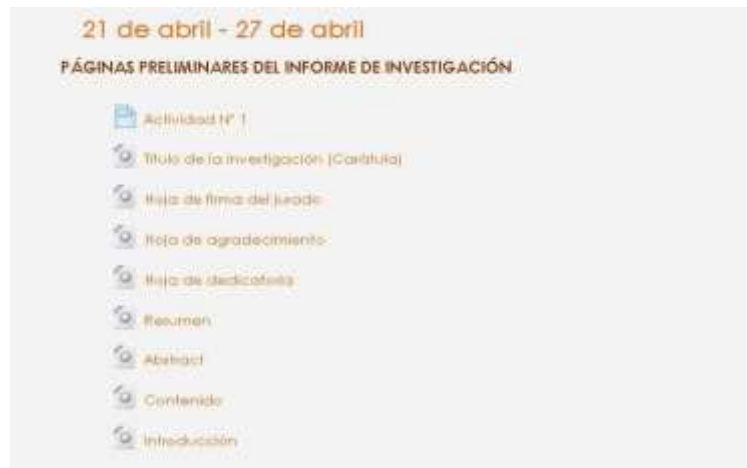 21 de abril - 27 de abril
PÁGINAS PRELIMINARES DEL INFORME DE INVESTIGACIÓN
Actividad N° 1
Título de la investigación (Carátula)
Hoja de firma del jurado
Hoja de agradecimiento
Hoja de dedicatoria
Resumen
Abstract
Contenido
Introducción